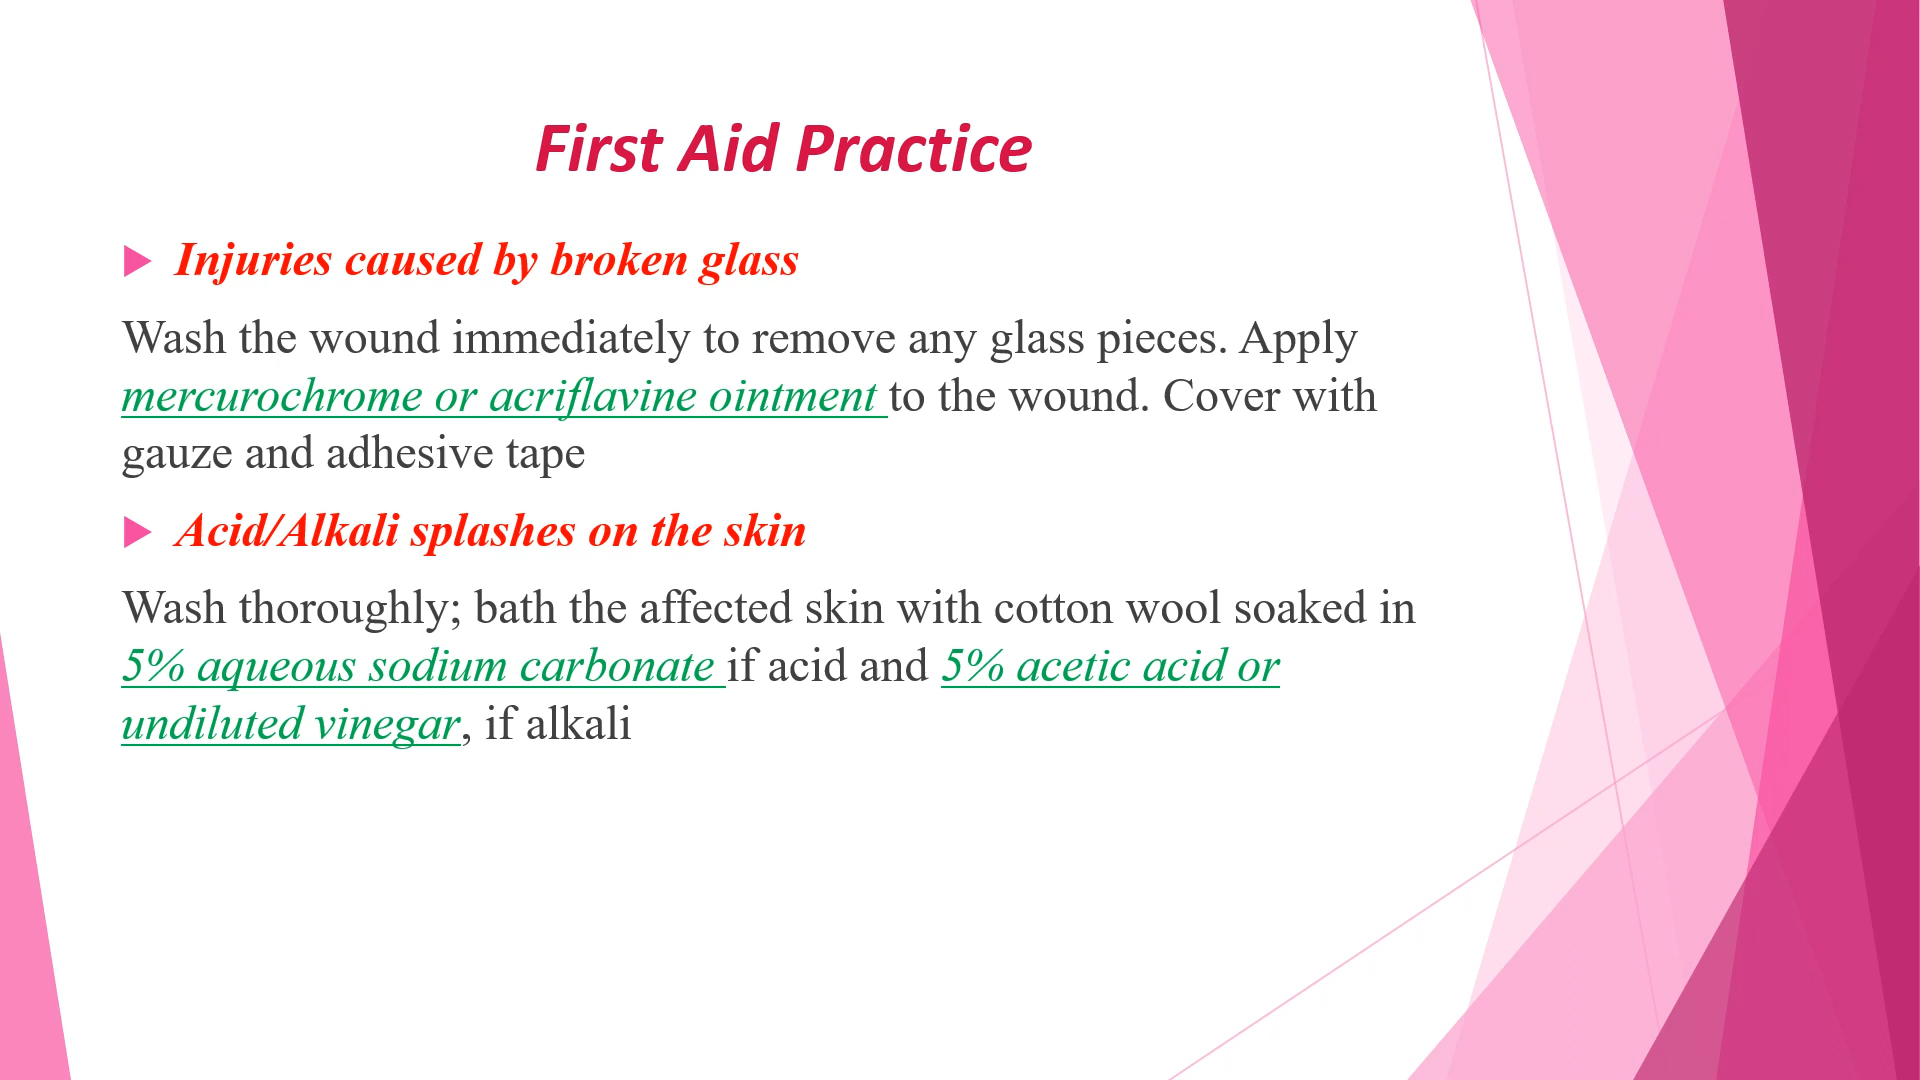 First Aid Practice
Injuries caused by broken glass
Wash the wound immediately to remove any glass pieces. Apply
mercurochrome or acriflavine ointment to the wound. Cover with
gauze and adhesive tape
Acid/Alkali splashes on the skin
Wash thoroughly; bath the affected skin with cotton wool soaked in
5% aqueous sodium carbonate if acid and 5% acetic acid or
undiluted vinegar, if alkali